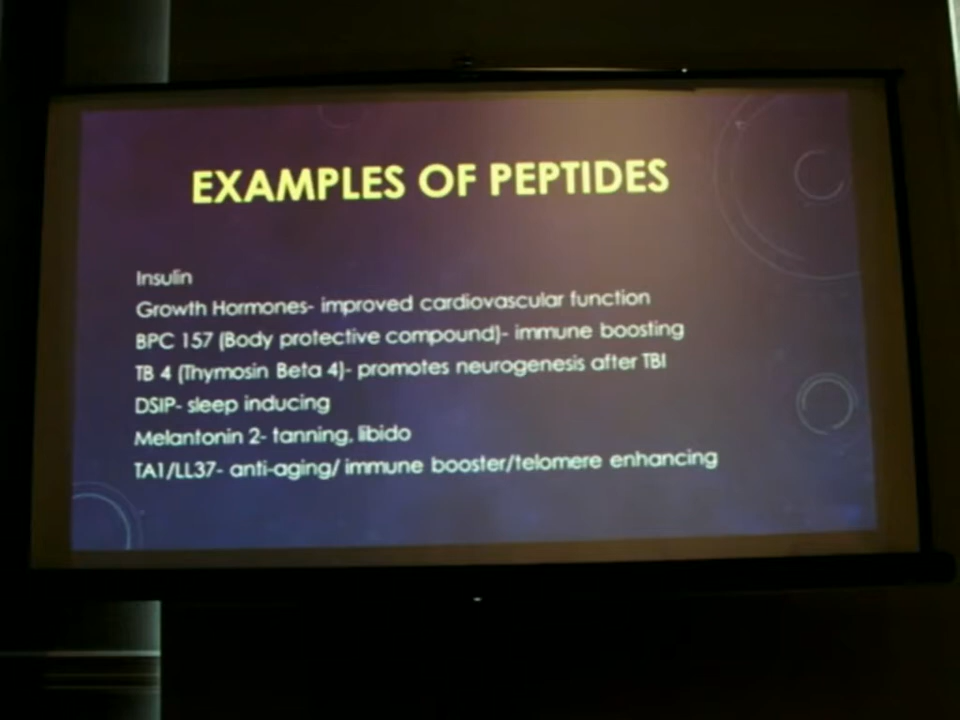 EXAMPLES OF PEPTIDES
Insulin
Growth Hormones- improved cardiovascular function
BPC 157 (Body protective compound)- immune boosting
TB 4 (Thymosin Beta 4)- promotes neurogenesis after TBI
DSIP- sleep inducing
Melantonin 2- tanning, libido
TA1/LL37- anti-aging/ immune booster/telomere enhancing